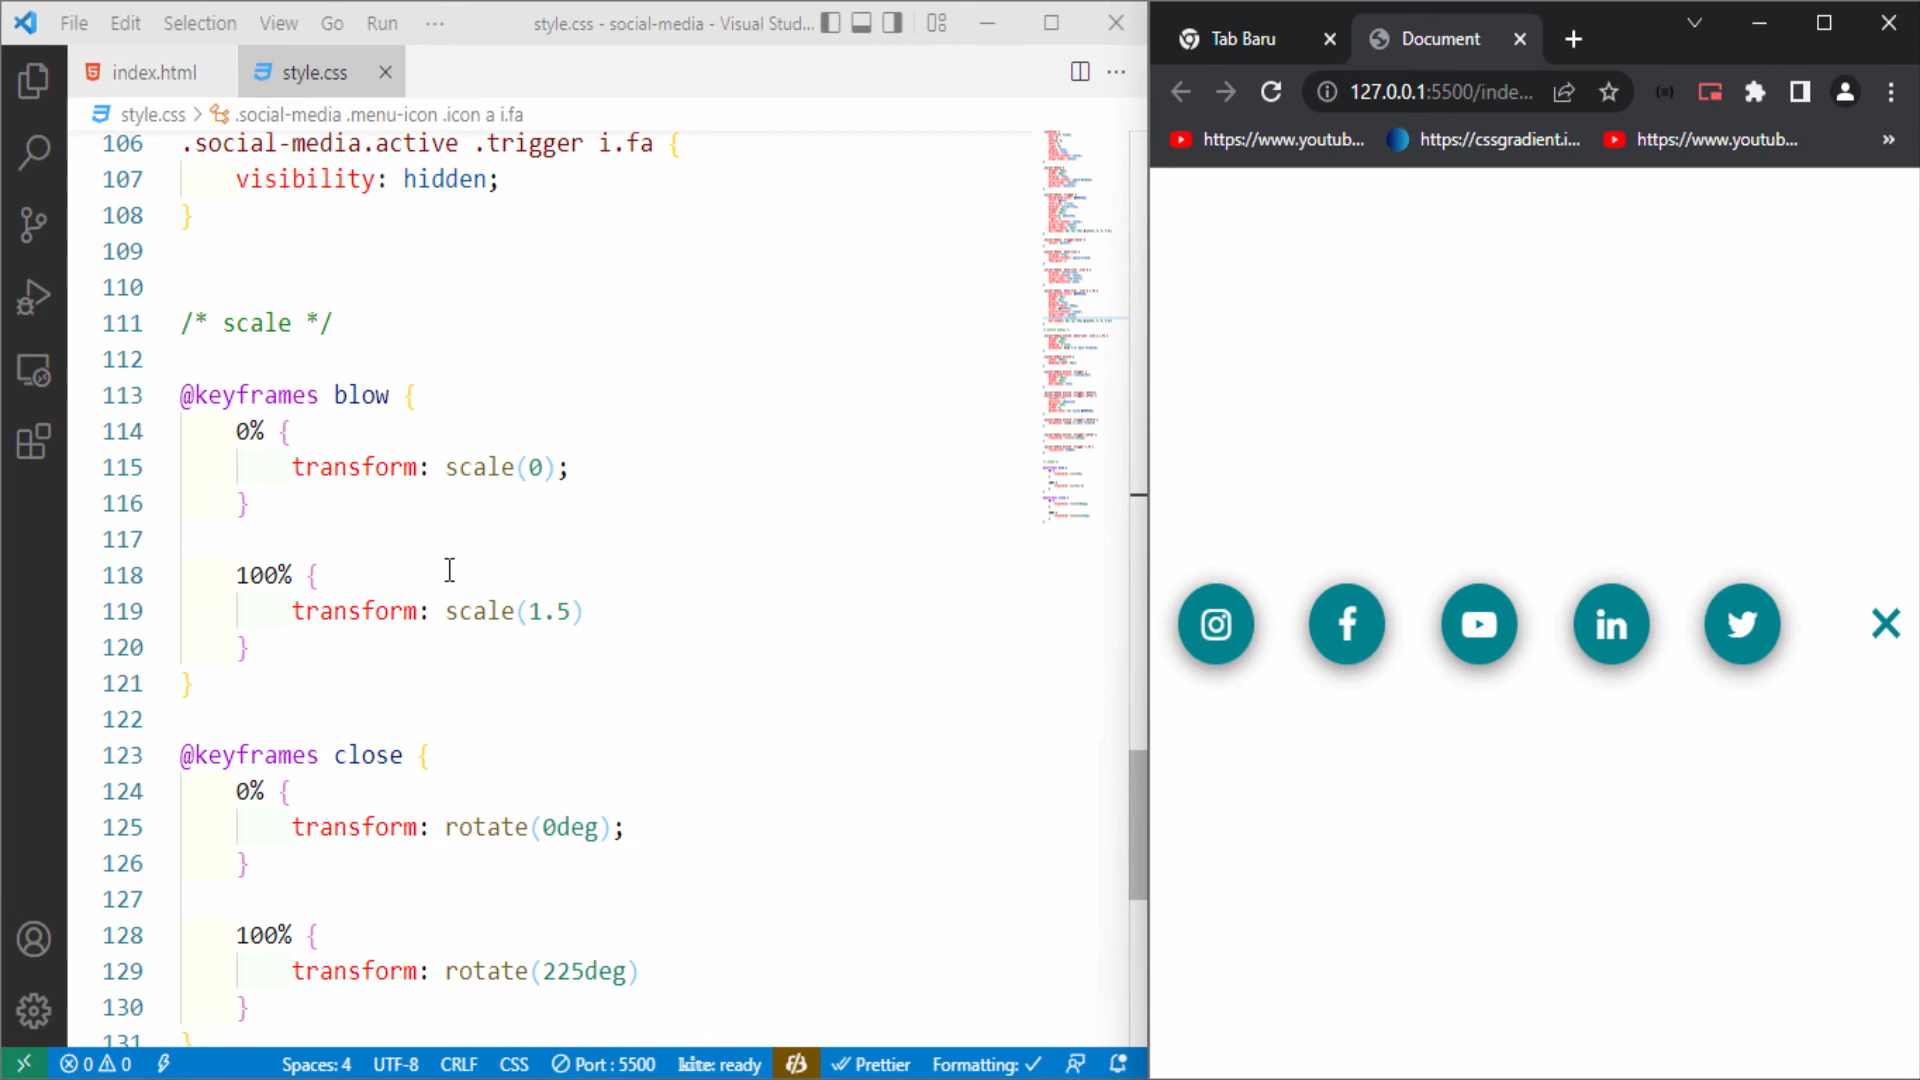 File Edit Selection View Go Run ··· style.css - social-media - Visual Stud...
index.html style.css
style.css > .social-media .menu-icon .icon a i.fa
106 .social-media.active .trigger i.fa {
107 visibility: hidden;
108 }
109
110
111 /* scale */
112
113 @keyframes blow {
114 0% {
115 transform: scale(0);
116 }
117
118 100% {
119 transform: scale(1.5)
120 }
121 }
122
123 @keyframes close {
124 0% {
125 transform: rotate(0deg);
126 }
127
128 100% {
129 transform: rotate(225deg)
130 }
131 }
0 0 Spaces: 4 UTF-8 CRLF CSS Port : 5500 kite: ready Prettier Formatting: ✓
Tab Baru Document
127.0.0.1:5500/inde...
https://www.youtub... https://cssgradient.i... https://www.youtub... »